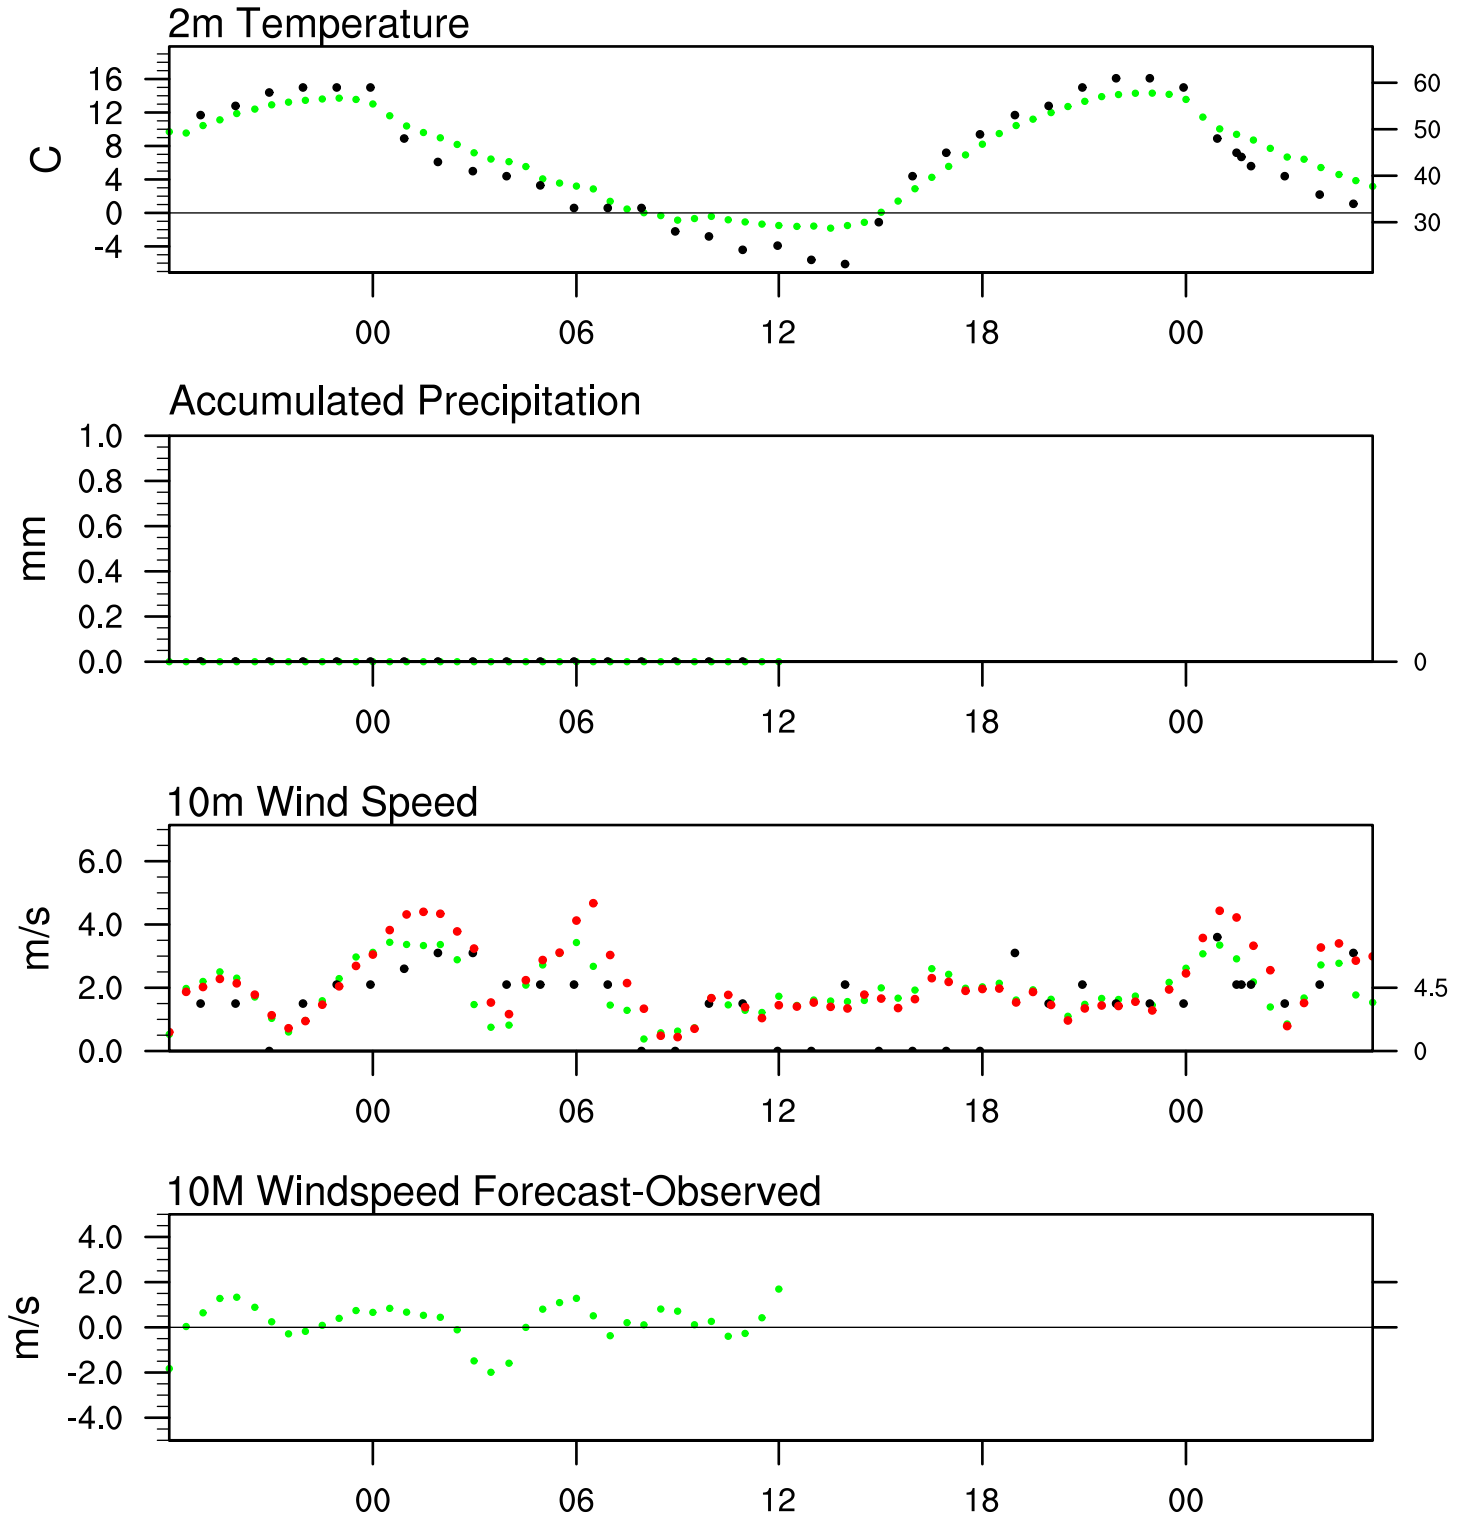 2m Temperature
16
12
8
4
0
-4
C
60
50
40
30
00 06 12 18 00
Accumulated Precipitation
1.0
0.8
0.6
0.4
0.2
0.0
mm
0
00 06 12 18 00
10m Wind Speed
6.0
4.0
2.0
0.0
m/s
4.5
0
00 06 12 18 00
10M Windspeed Forecast-Observed
4.0
2.0
0.0
-2.0
-4.0
m/s
00 06 12 18 00